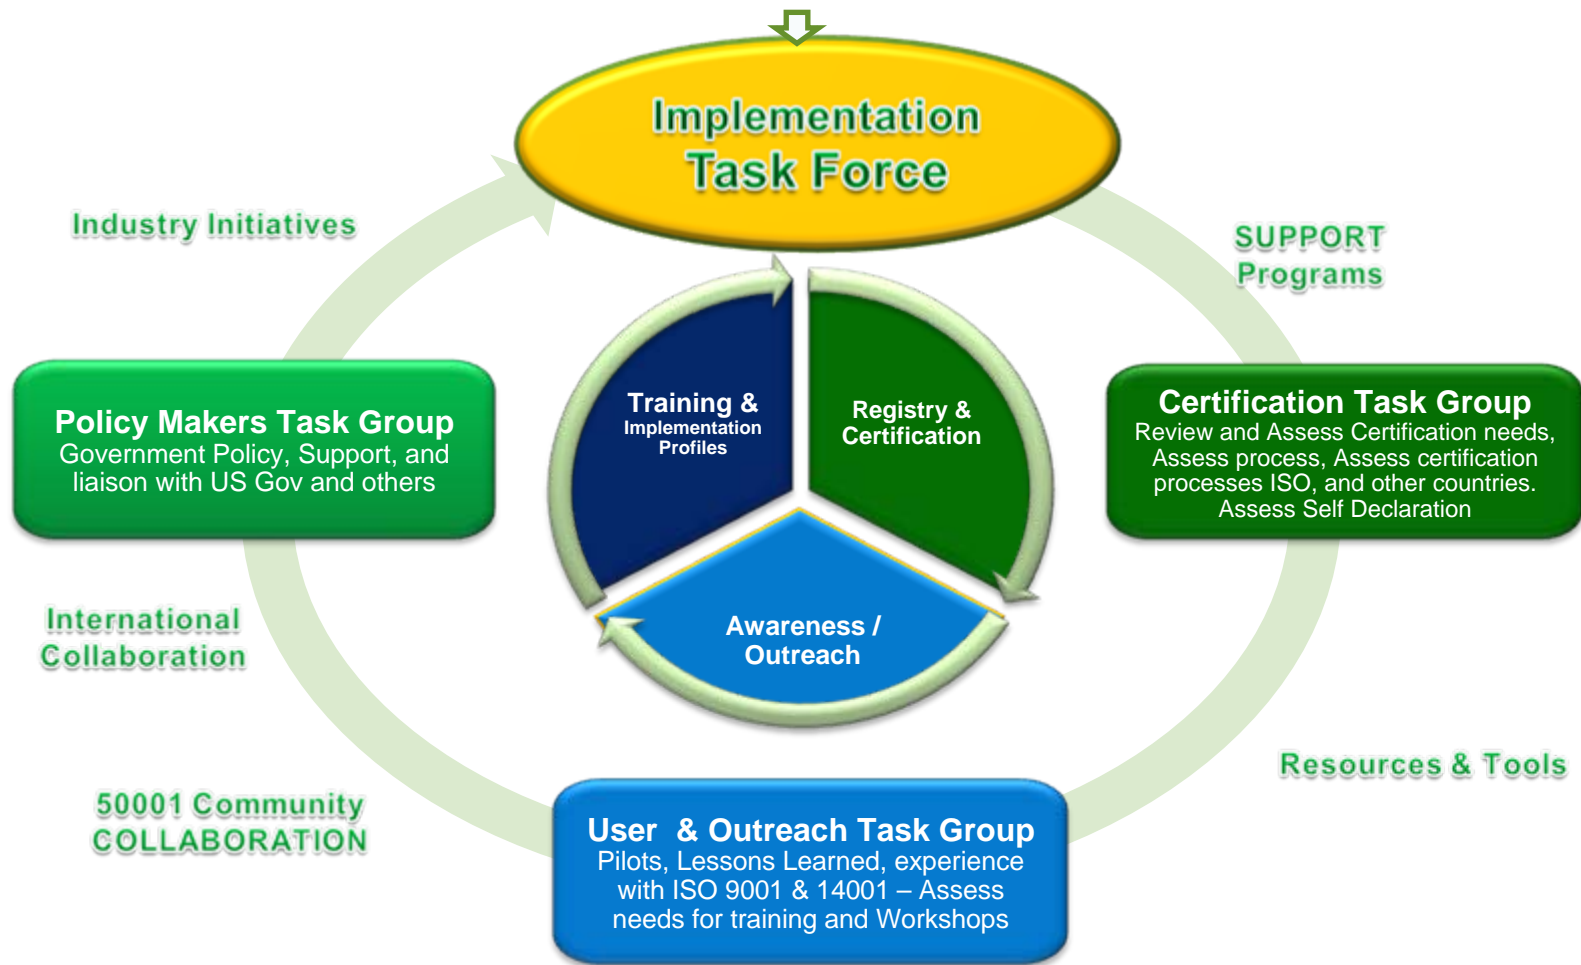 Implementation
Task Force
Industry Initiatives
SUPPORT
Programs
Policy Makers Task Group
Government Policy, Support, and
liaison with US Gov and others
Training &
Implementation
Profiles
Registry &
Certification
Certification Task Group
Review and Assess Certification needs,
Assess process, Assess certification
processes ISO, and other countries.
Assess Self Declaration
International
Collaboration
Awareness /
Outreach
Resources & Tools
50001 Community
COLLABORATION
User & Outreach Task Group
Pilots, Lessons Learned, experience
with ISO 9001 & 14001 – Assess
needs for training and Workshops